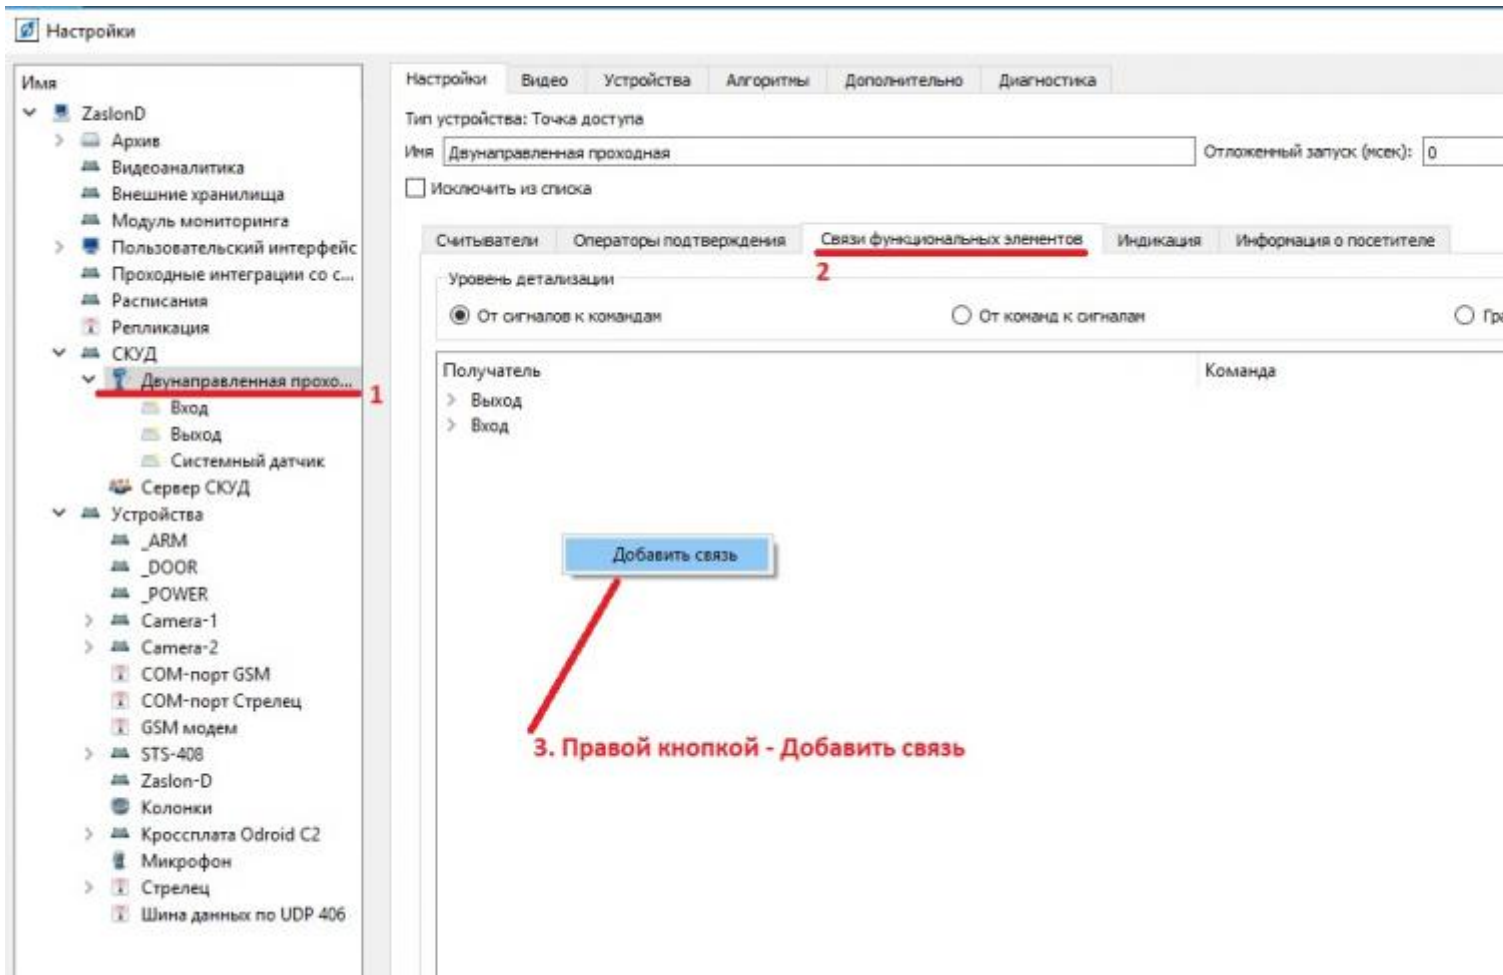 Настройки
Имя
ZaslonD
Архив
Видеоаналитика
Внешние хранилища
Модуль мониторинга
Пользовательский интерфейс
Проходные интеграции со с...
Расписания
Репликация
СКУД
Двунаправленная прохо...
1
Вход
Выход
Системный датчик
Сервер СКУД
Устройства
_ARM
_DOOR
_POWER
Camera-1
Camera-2
COM-порт GSM
COM-порт Стрелец
GSM модем
STS-408
Zaslon-D
Колонки
Кроссплата Odroid C2
Микрофон
Стрелец
Шина данных по UDP 406
Настройки Видео Устройства Алгоритмы Дополнительно Диагностика
Тип устройства: Точка доступа
Имя Двунаправленная проходная Отложенный запуск (мсек): 0
Исключить из списка
Считыватели Операторы подтверждения Связи функциональных элементов Индикация Информация о посетителе
2
Уровень детализации
От сигналов к командам От команд к сигналам Гра
Получатель Команда
Выход
Вход
Добавить связь
3. Правой кнопкой - Добавить связь